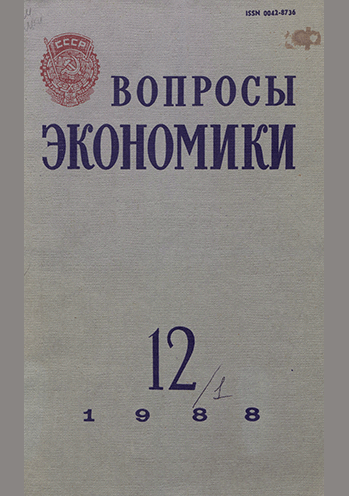 ISSN 0042-8736
СССР
ВОПРОСЫ
ЭКОНОМИКИ
12/1
1988